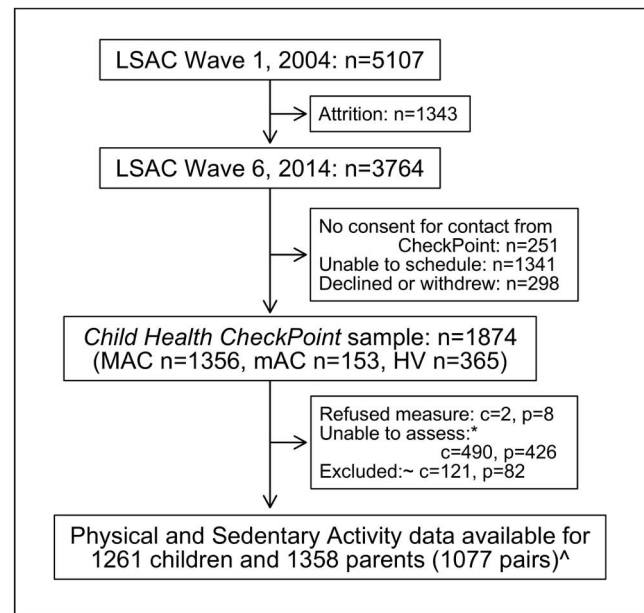 LSAC Wave 1, 2004: n=5107
Attrition: n=1343
LSAC Wave 6, 2014: n=3764
No consent for contact from
CheckPoint: n=251
Unable to schedule: n=1341
Declined or withdrew: n=298
Child Health CheckPoint sample: n=1874
(MAC n=1356, mAC n=153, HV n=365)
Refused measure: c=2, p=8
Unable to assess:*
c=490, p=426
Excluded:~ c=121, p=82
Physical and Sedentary Activity data available for
1261 children and 1358 parents (1077 pairs)^